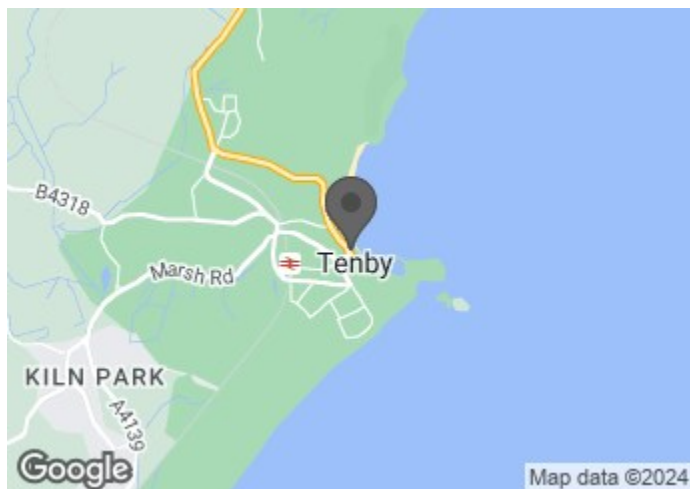 B4318
Marsh Rd
Tenby
KILN PARK
A4139
Google
Map data ©2024